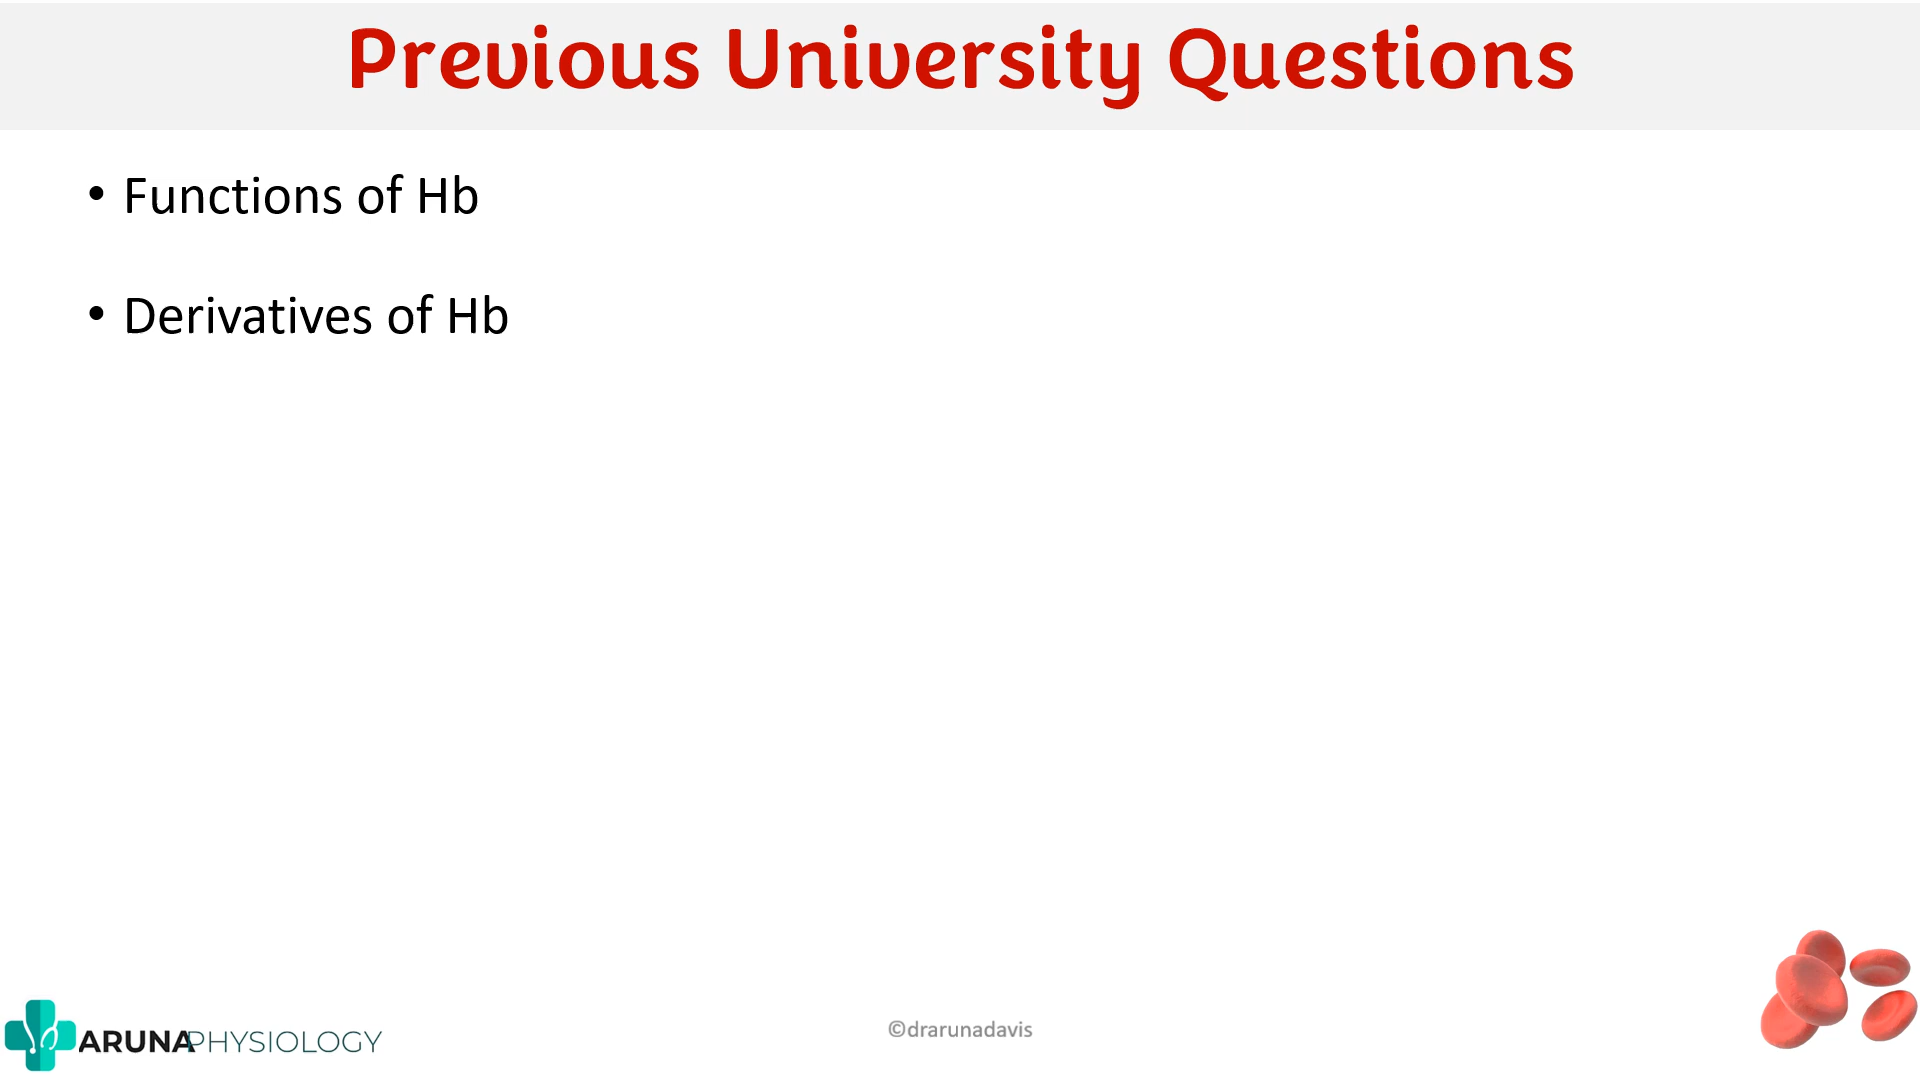 Previous University Questions
• Functions of Hb
• Derivatives of Hb
ARUNAPHYSIOLOGY
©drarunadavis